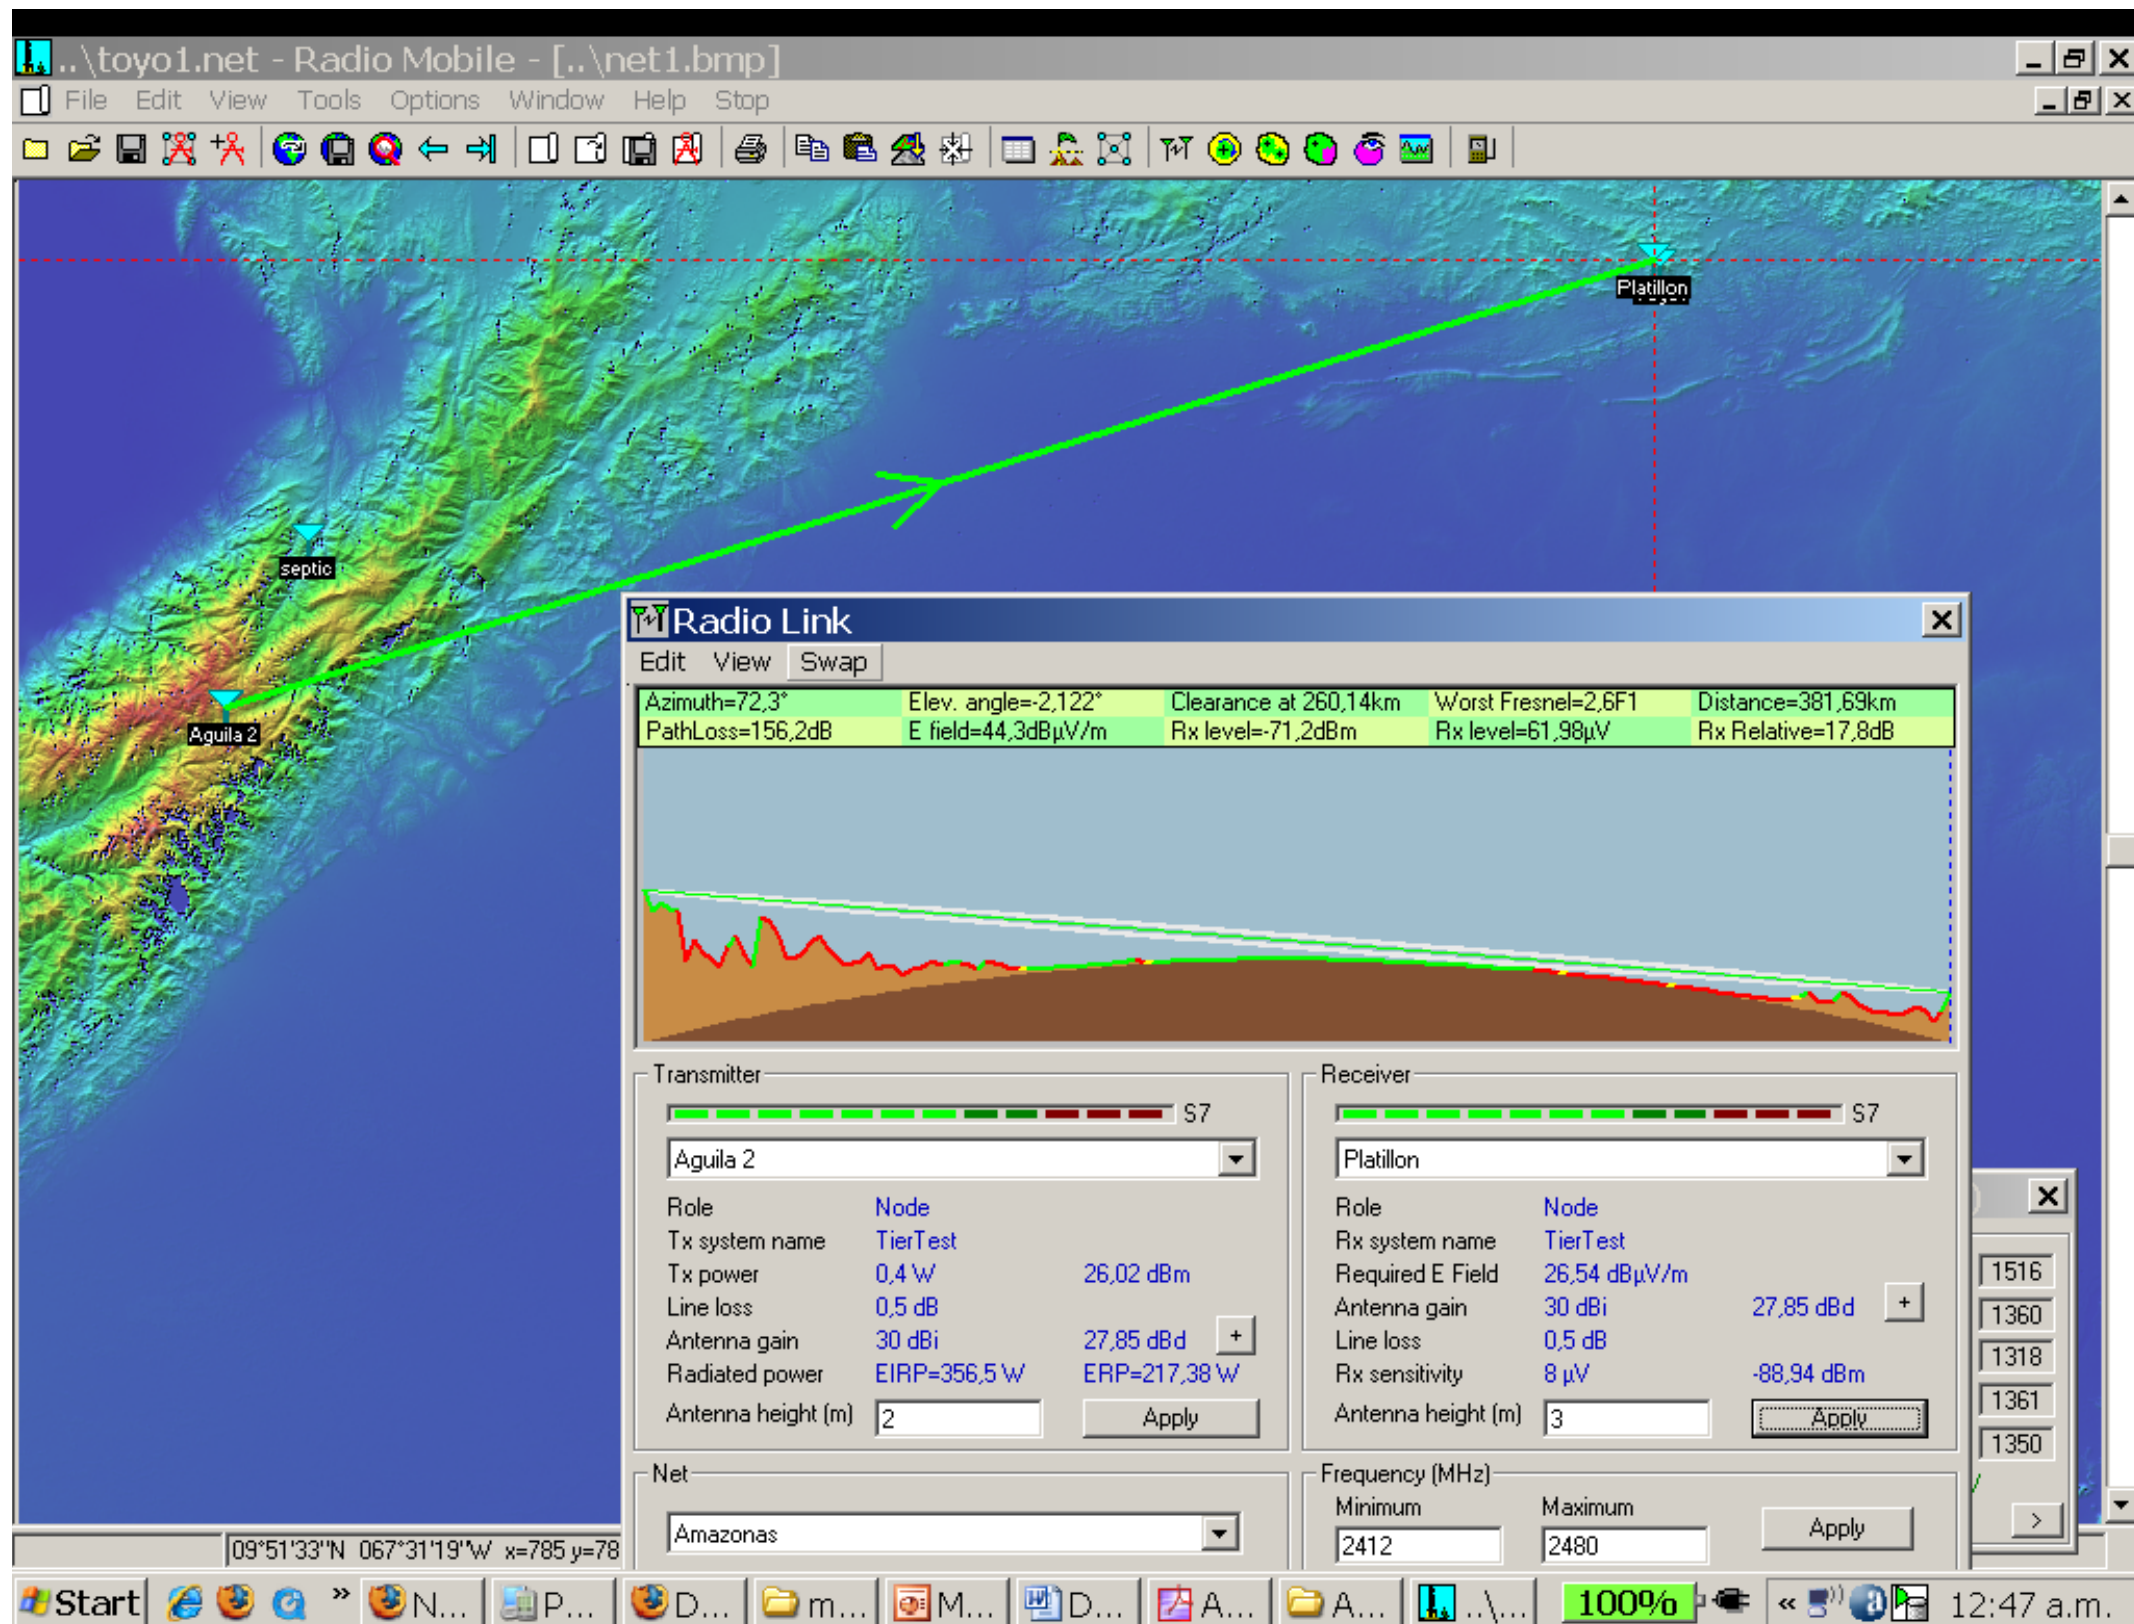 ..\toyo1.net - Radio Mobile - [..\net1.bmp]
File Edit View Tools Options Window Help Stop
Platillon
septic
Aguila 2
Radio Link
Edit View Swap
Azimuth=72,3° Elev. angle=-2,122° Clearance at 260,14km Worst Fresnel=2,6F1 Distance=381,69km
PathLoss=156,2dB E field=44,3dBµV/m Rx level=-71,2dBm Rx level=61,98µV Rx Relative=17,8dB
Transmitter
S7
Aguila 2
Role Node
Tx system name TierTest
Tx power 0,4 W 26,02 dBm
Line loss 0,5 dB
Antenna gain 30 dBi 27,85 dBd +
Radiated power EIRP=356,5 W ERP=217,38 W
Antenna height (m) 2 Apply
Receiver
S7
Platillon
Role Node
Rx system name TierTest
Required E Field 26,54 dBµV/m
Antenna gain 30 dBi 27,85 dBd +
Line loss 0,5 dB
Rx sensitivity 8 µV -88,94 dBm
Antenna height (m) 3 Apply
Net
Amazonas
Frequency (MHz)
Minimum Maximum
2412 2480 Apply
1516
1360
1318
1361
1350
>
09°51'33"N 067°31'19"W x=785 y=78
Start » N... P... D... m... M... D... A... A... ..\... 100% « 12:47 a.m.